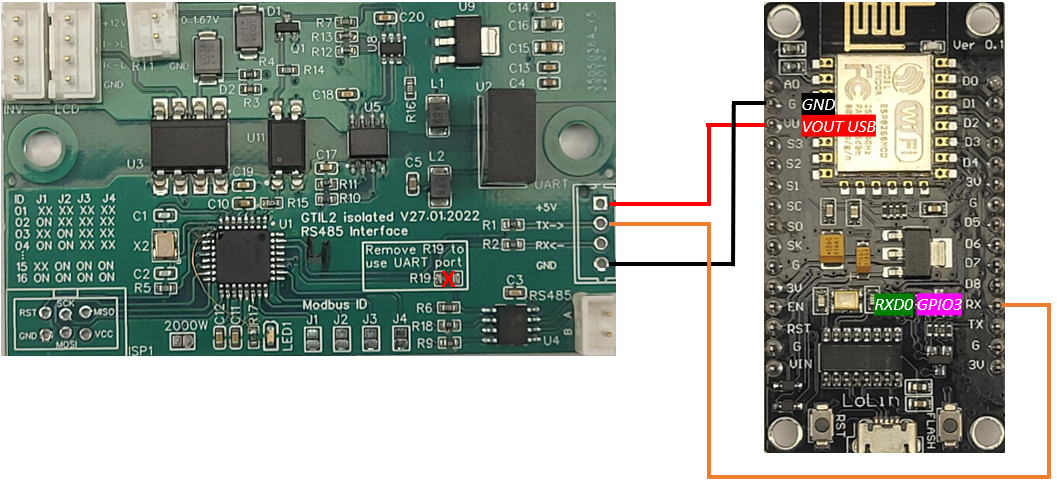 +12V
I->L
I<-L
GND
INV.
LCD
R11
0..1.67V
GND
D1
D2
R4
R3
Q1
R14
R7
R13
R12
U8
C20
U9
C14
C16
C15
C13
C18
U5
R16
L1
L2
U2
C4
U3
U11
C17
C19
C10
R15
R11
R10
C5
UART
+5V
TX->
RX<-
GND
R1
R2
ID J1 J2 J3 J4
01 XX XX XX XX
02 ON XX XX XX
03 XX ON XX XX
04 ON ON XX XX
....
15 XX ON ON ON
16 ON ON ON ON
C1
X2
C2
R5
U1
GTIL2 isolated V27.01.2022
RS485 Interface
Remove R19 to
use UART port
R19 X
SCK
RST
MISO
GND
VCC
MOSI
ISP1
2000W
C12
C11
LED1
Modbus ID
J1 J2 J3 J4
R6
R18
R9
C3
U4
RS485
B
A
Ver 0.1
A0
G
VU
S3
S2
S1
SC
SO
SK
G
3V
EN
RST
G
VIN
GND
VOUT USB
MODEL
VENDOR
ESP8266MOD
WiFi
FC
D0
D1
D2
D3
D4
3V
G
D5
D6
D7
D8
RX
TX
G
3V
RXD0
GPIO3
LoLin
RST
FLASH